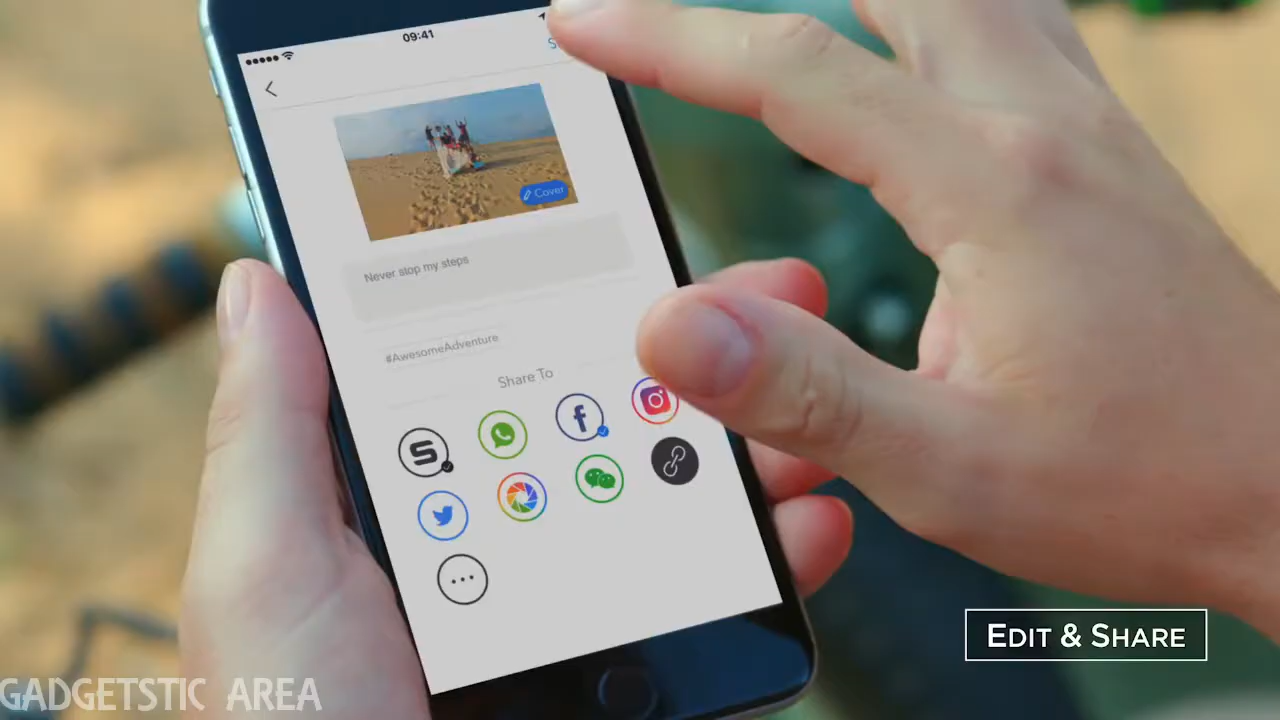 09:41
Cover
Never stop my steps
#AwesomeAdventure
Share To
EDIT & SHARE
GADGETSTIC AREA